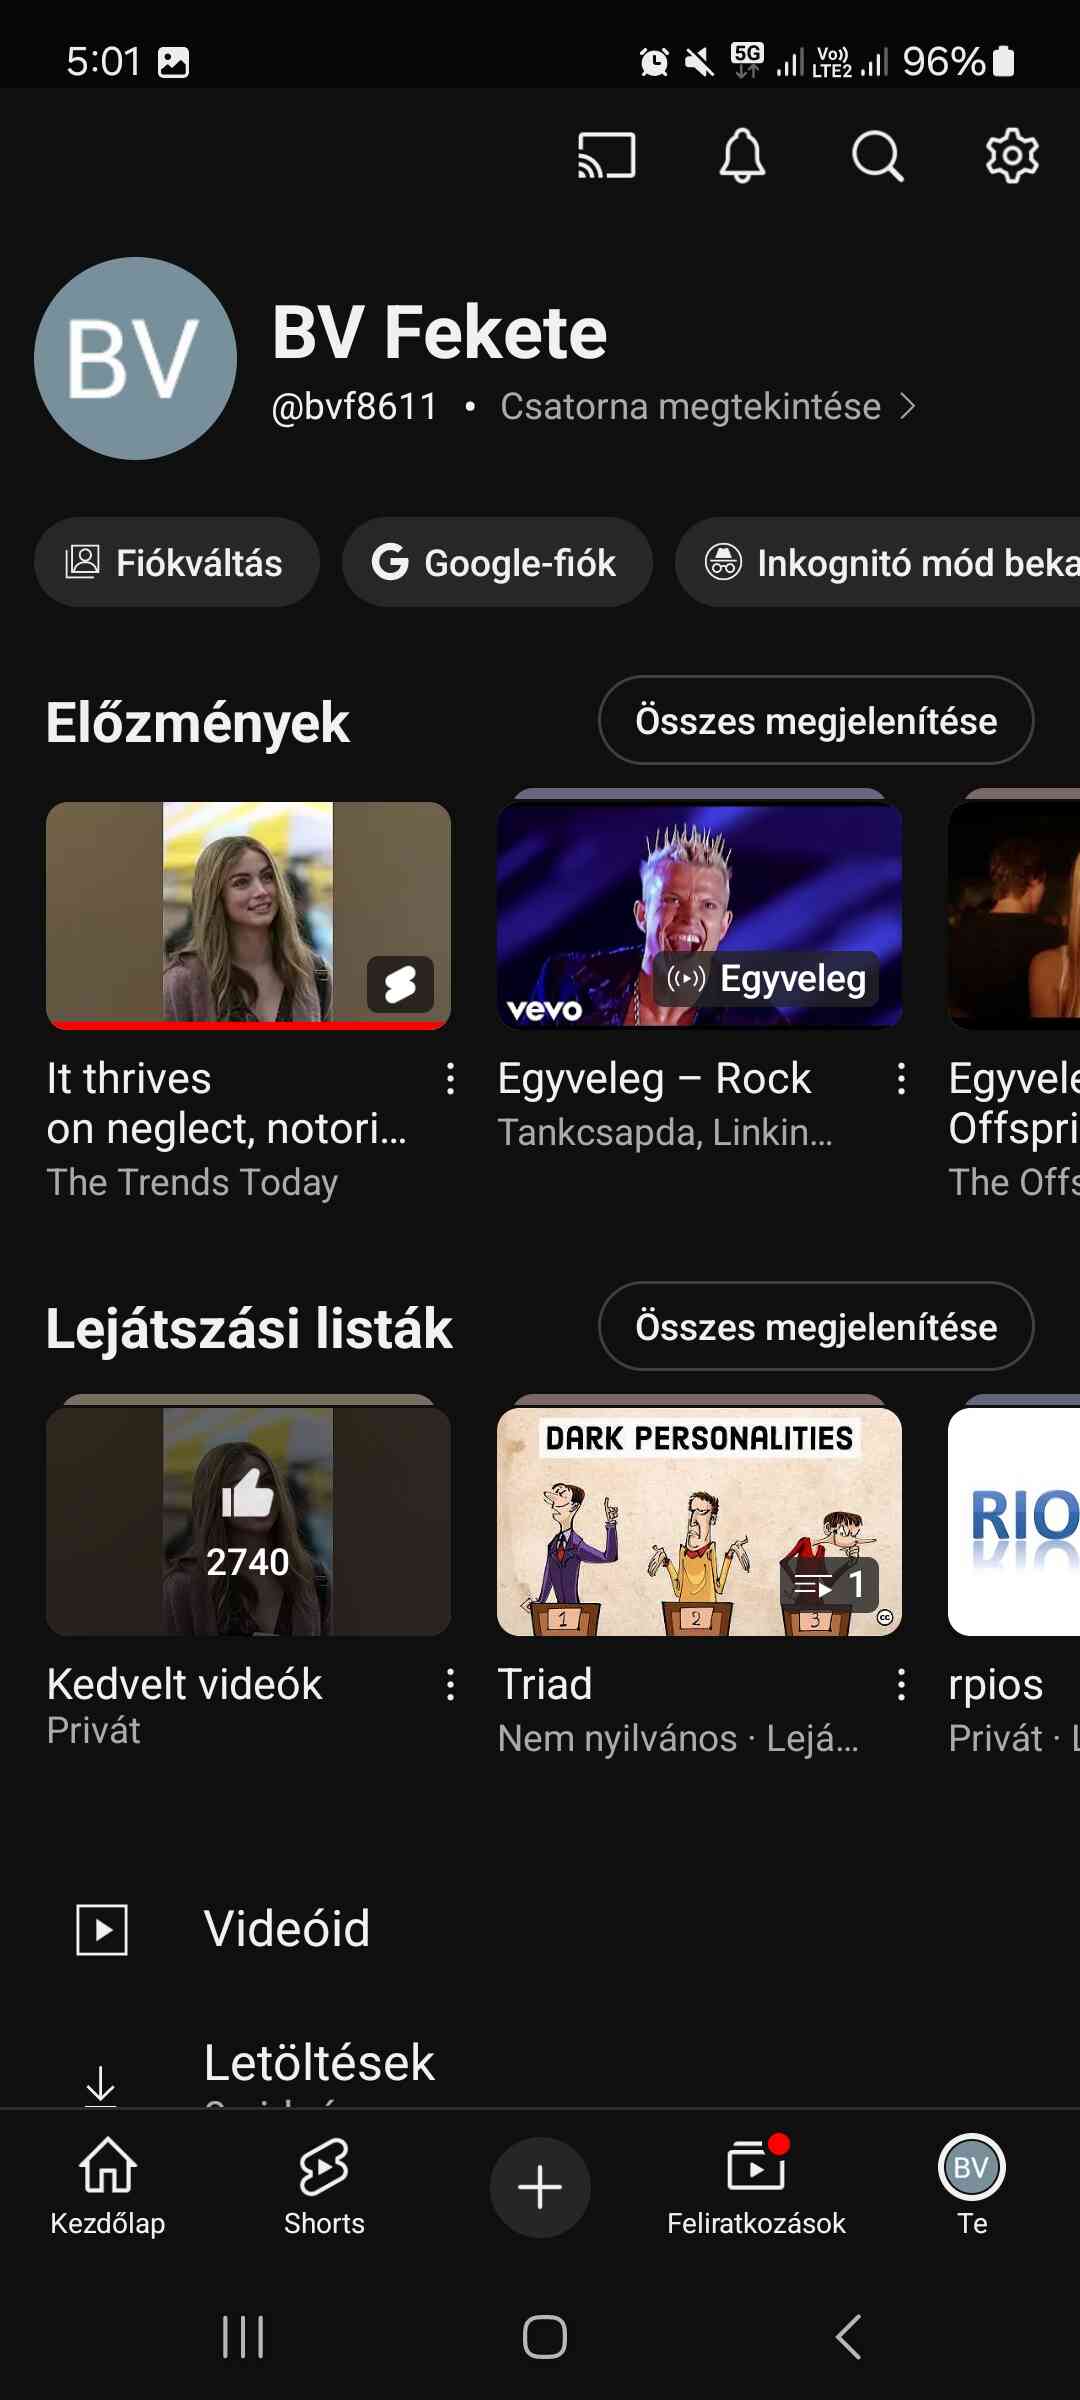 5:01
5G
Vo))
LTE2
96%
BV
BV Fekete
@bvf8611 • Csatorna megtekintése
Fiókváltás
Google-fiók
Inkognitó mód beka
Előzmények
Összes megjelenítése
vevo
Egyveleg
It thrives
on neglect, notori...
The Trends Today
Egyveleg – Rock
Tankcsapda, Linkin...
Egyvele
Offspri
The Offs
Lejátszási listák
Összes megjelenítése
2740
DARK PERSONALITIES
1
2
3
1
cc
RIO
Kedvelt videók
Privát
Triad
Nem nyilvános · Lejá...
rpios
Privát · L
Videóid
Letöltések
Kezdőlap
Shorts
Feliratkozások
BV
Te